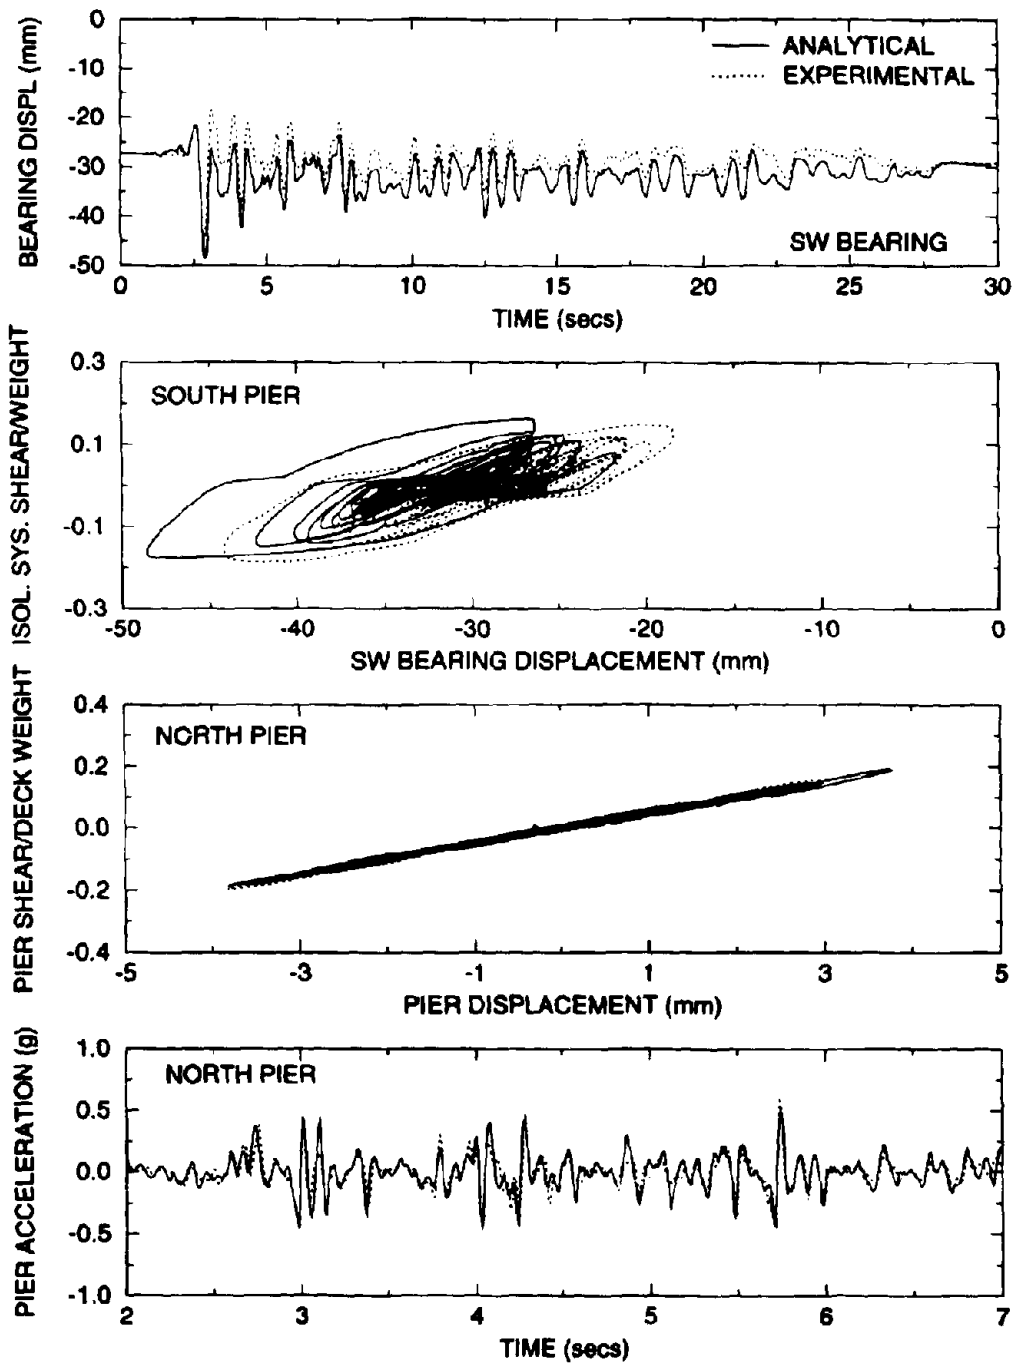 BEARING DISPL (mm)
0
-10
-20
-30
-40
-50
ANALYTICAL
EXPERIMENTAL
SW BEARING
0 5 10 15 20 25 30
TIME (secs)
ISOL. SYS. SHEAR/WEIGHT
0.3
0.1
-0.1
-0.3
SOUTH PIER
-50 -40 -30 -20 -10 0
SW BEARING DISPLACEMENT (mm)
PIER SHEAR/DECK WEIGHT
0.4
0.2
0.0
-0.2
-0.4
NORTH PIER
-5 -3 -1 1 3 5
PIER DISPLACEMENT (mm)
PIER ACCELERATION (g)
1.0
0.5
0.0
-0.5
-1.0
NORTH PIER
2 3 4 5 6 7
TIME (secs)